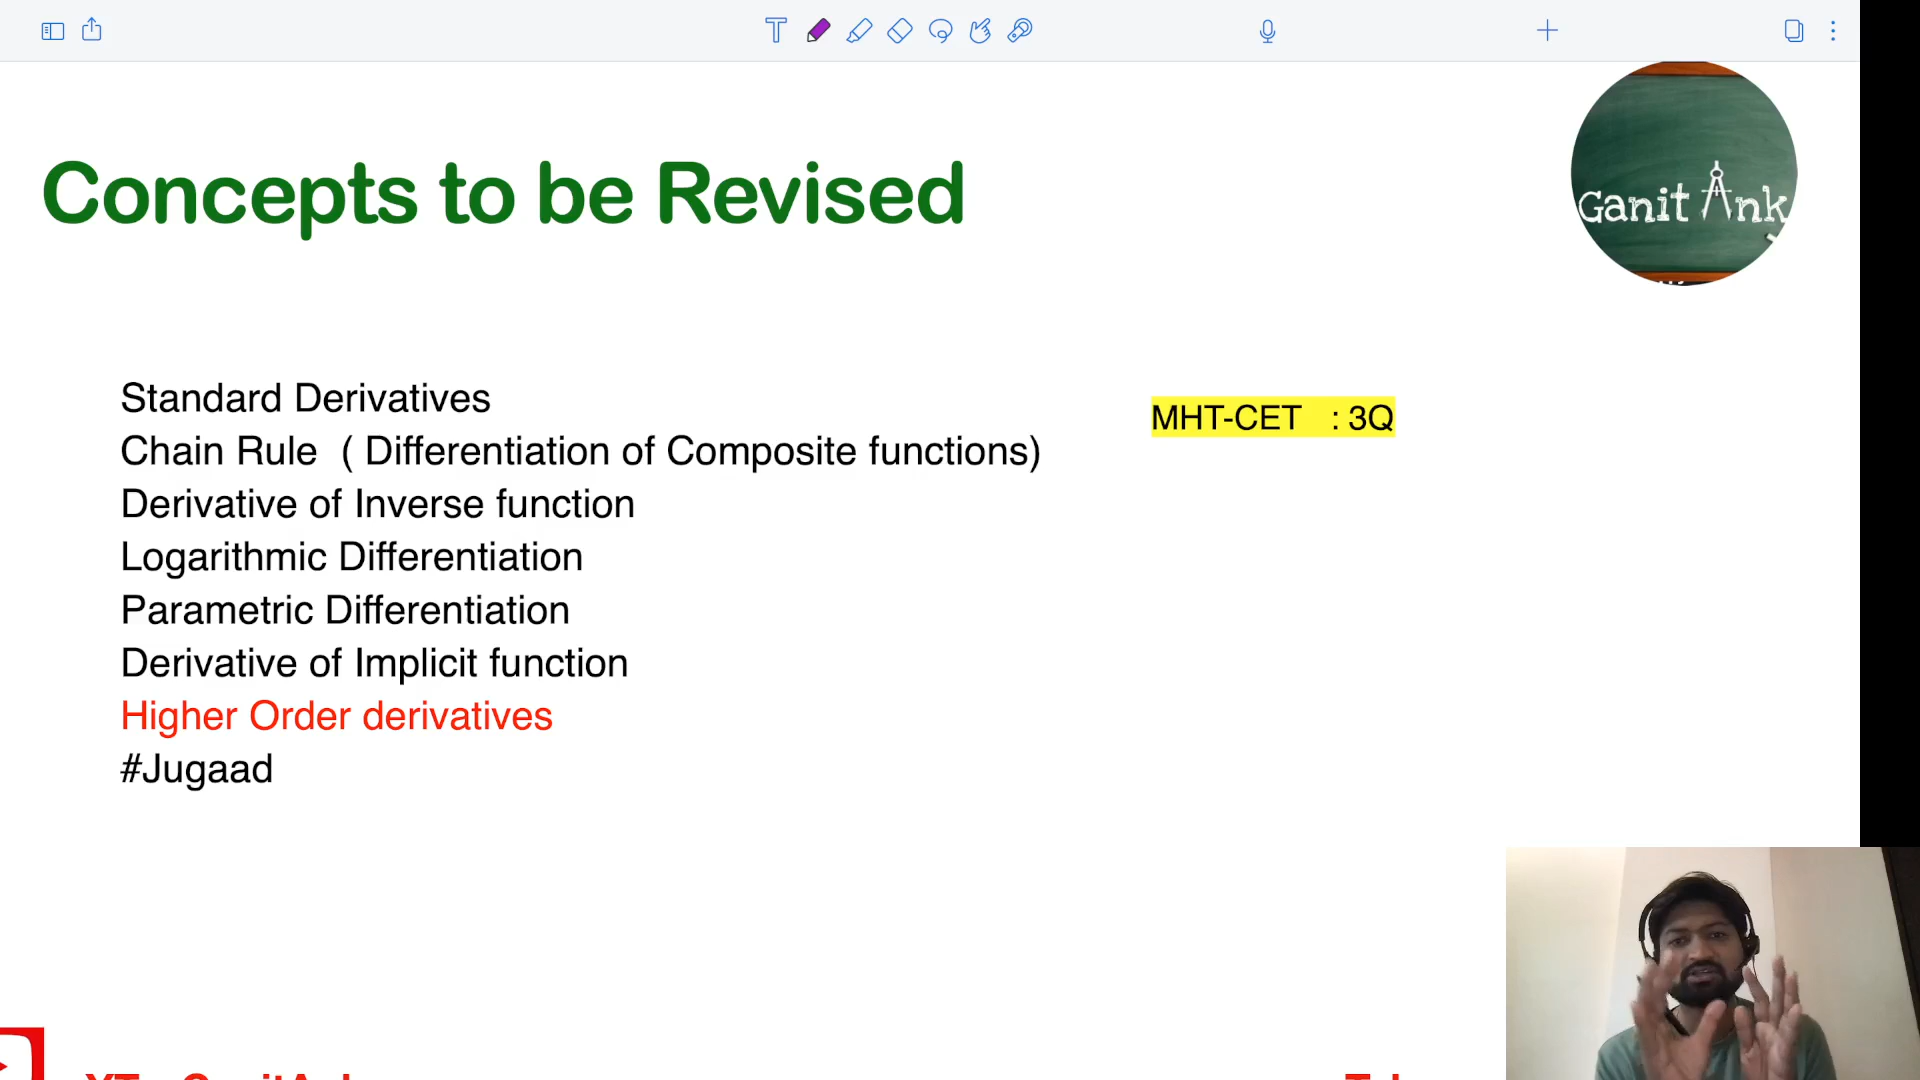 Concepts to be Revised
Ganit Ank
Standard Derivatives
MHT-CET : 3Q
Chain Rule ( Differentiation of Composite functions)
Derivative of Inverse function
Logarithmic Differentiation
Parametric Differentiation
Derivative of Implicit function
Higher Order derivatives
#Jugaad